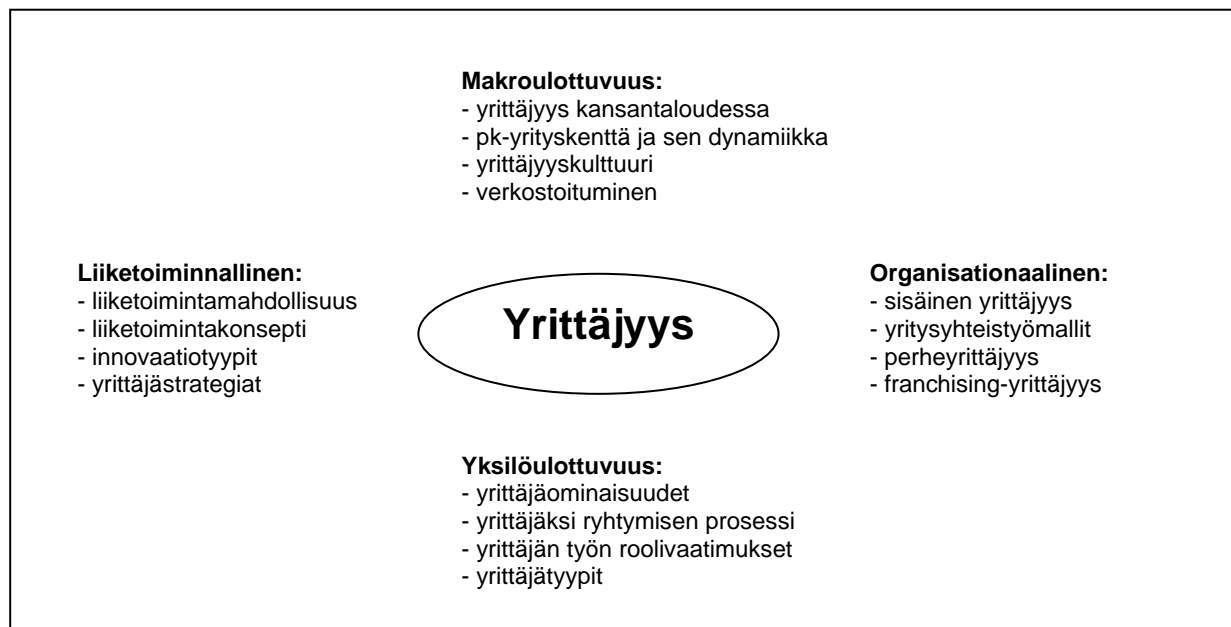 Makroulottuvuus:
- yrittäjyys kansantaloudessa
- pk-yrityskenttä ja sen dynamiikka
- yrittäjyyskulttuuri
- verkostoituminen
Liiketoiminnallinen:
- liiketoimintamahdollisuus
- liiketoimintakonsepti
- innovaatiotyypit
- yrittäjästrategiat
Yrittäjyys
Organisationaalinen:
- sisäinen yrittäjyys
- yritysyhteistyömallit
- perheyrittäjyys
- franchising-yrittäjyys
Yksilöulottuvuus:
- yrittäjäominaisuudet
- yrittäjäksi ryhtymisen prosessi
- yrittäjän työn roolivaatimukset
- yrittäjätyypit